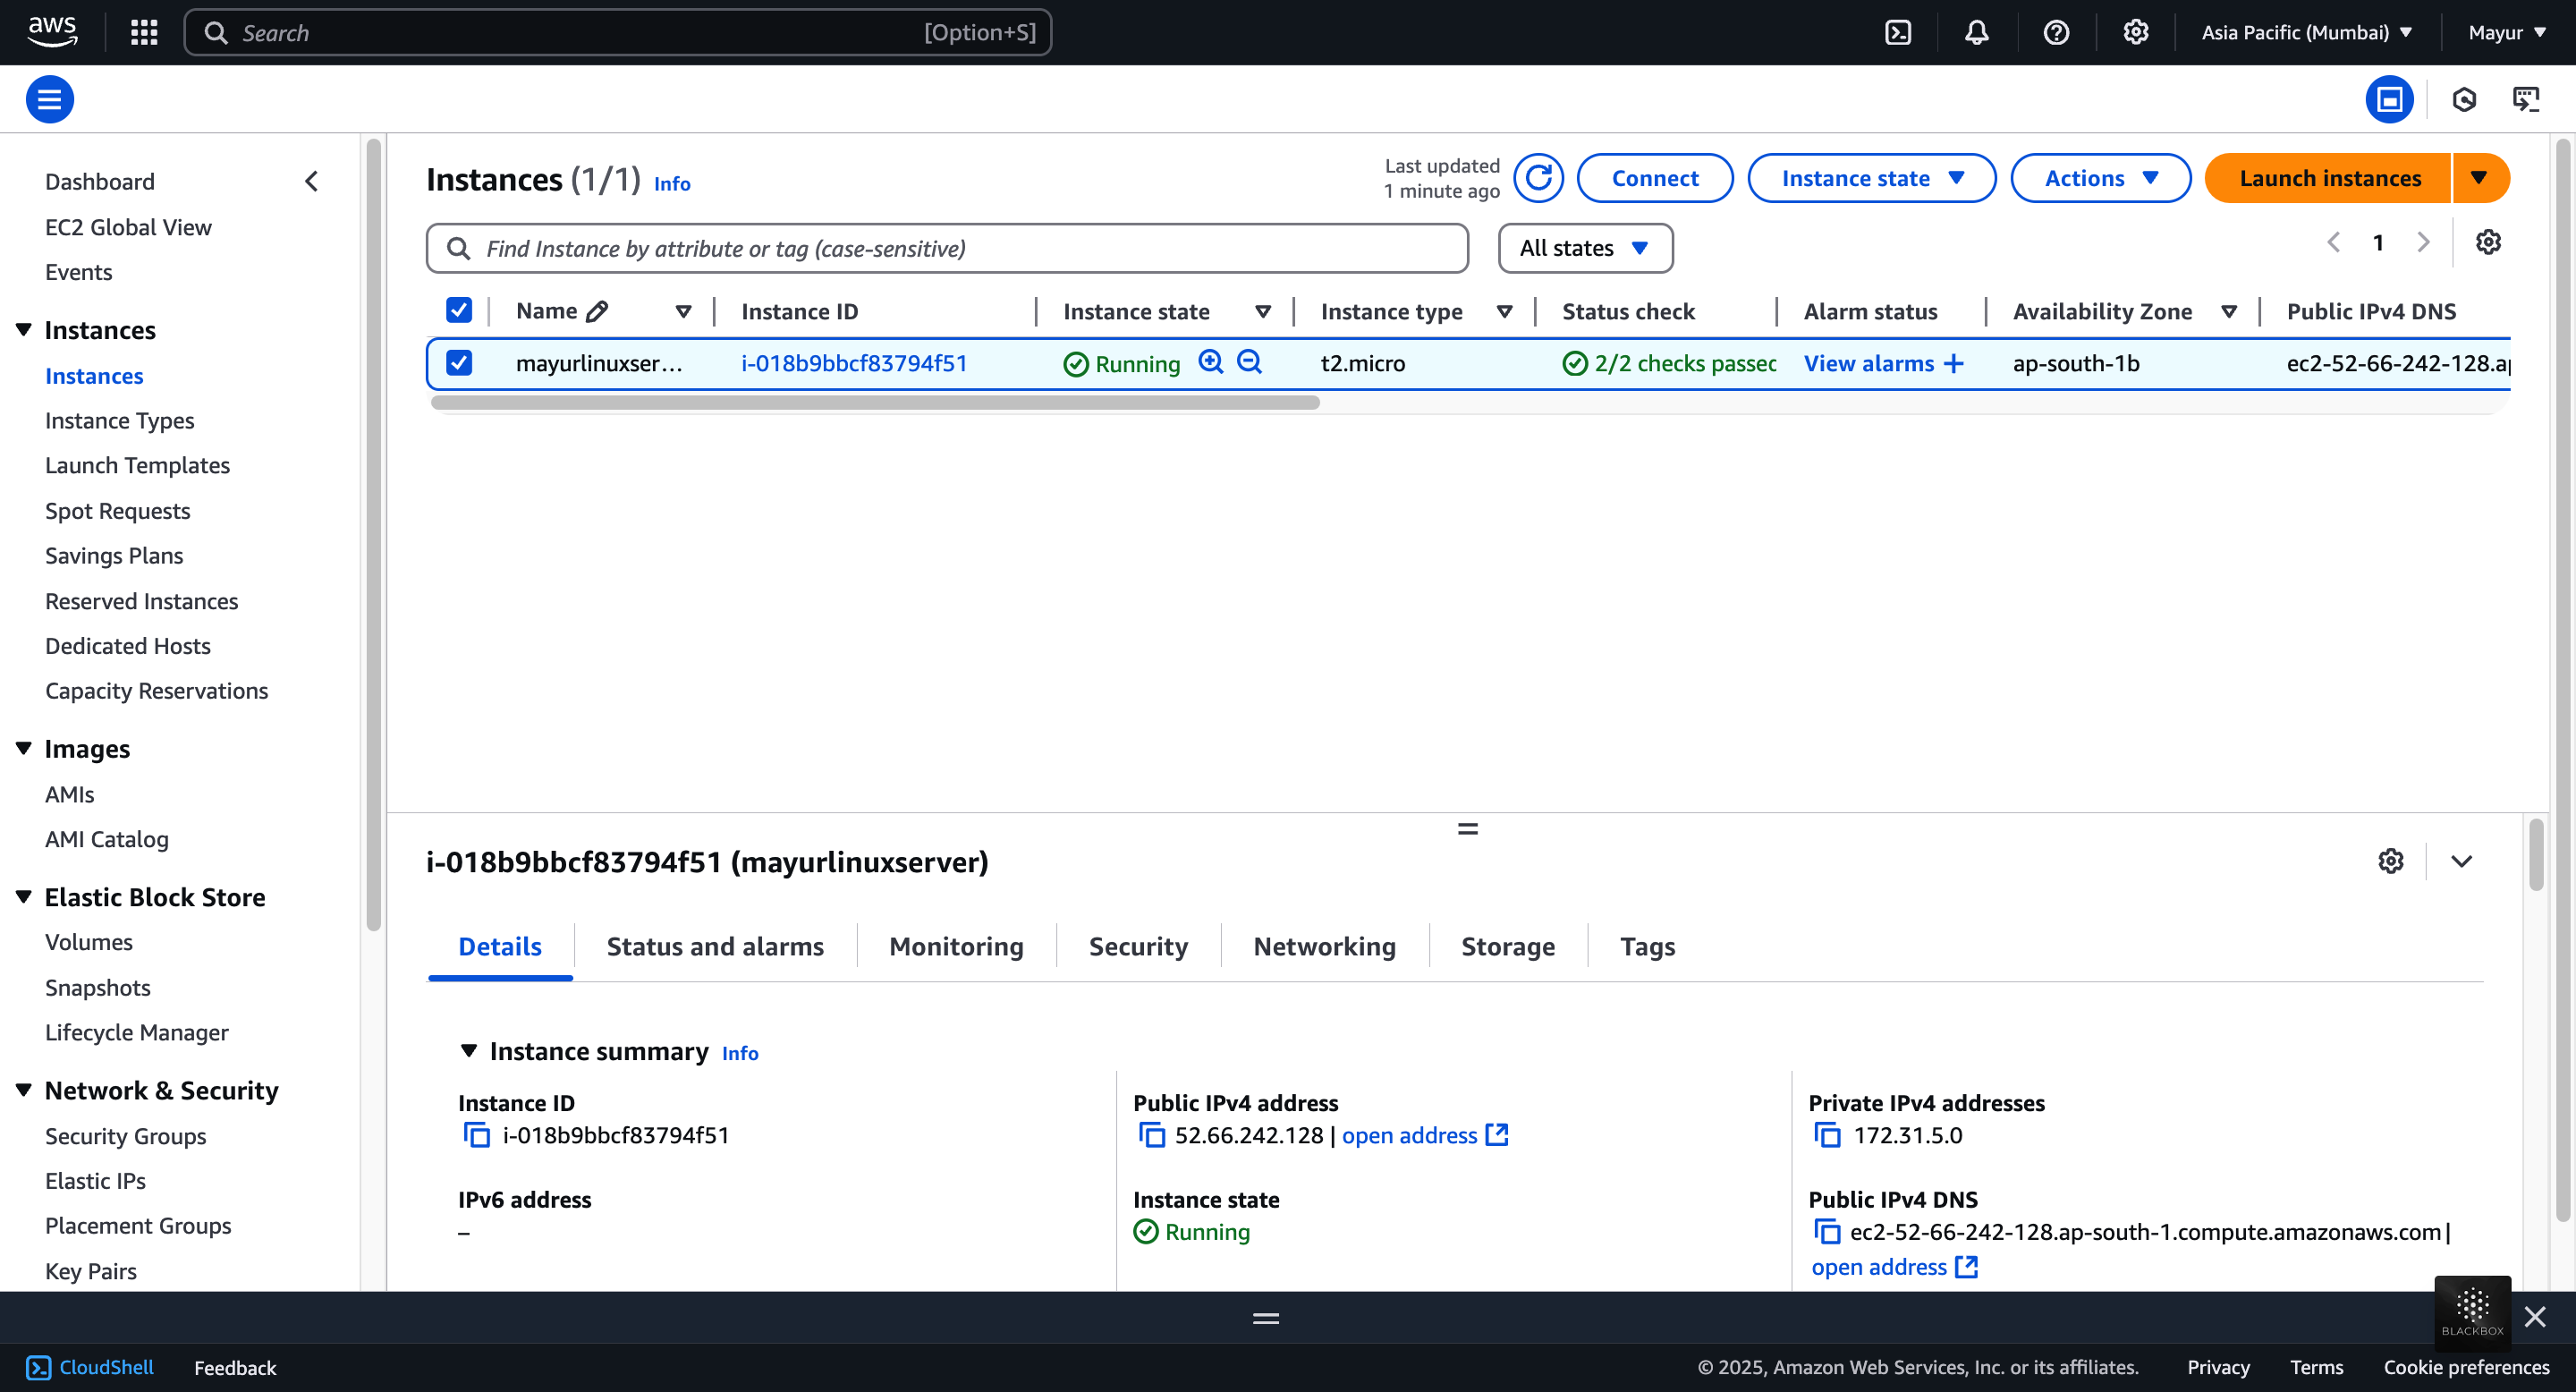 aws
Search [Option+S]
Asia Pacific (Mumbai)
Mayur
Dashboard
EC2 Global View
Events
Instances
Instances
Instance Types
Launch Templates
Spot Requests
Savings Plans
Reserved Instances
Dedicated Hosts
Capacity Reservations
Images
AMIs
AMI Catalog
Elastic Block Store
Volumes
Snapshots
Lifecycle Manager
Network & Security
Security Groups
Elastic IPs
Placement Groups
Key Pairs
Instances (1/1) Info
Last updated
1 minute ago
Connect
Instance state
Actions
Launch instances
Find Instance by attribute or tag (case-sensitive)
All states
1
Name Instance ID Instance state Instance type Status check Alarm status Availability Zone Public IPv4 DNS
mayurlinuxser... i-018b9bbcf83794f51 Running t2.micro 2/2 checks passed View alarms + ap-south-1b ec2-52-66-242-128.ap
i-018b9bbcf83794f51 (mayurlinuxserver)
Details Status and alarms Monitoring Security Networking Storage Tags
Instance summary Info
Instance ID
i-018b9bbcf83794f51
Public IPv4 address
52.66.242.128 | open address
Private IPv4 addresses
172.31.5.0
IPv6 address
–
Instance state
Running
Public IPv4 DNS
ec2-52-66-242-128.ap-south-1.compute.amazonaws.com |
open address
BLACKBOX
CloudShell Feedback © 2025, Amazon Web Services, Inc. or its affiliates. Privacy Terms Cookie preferences